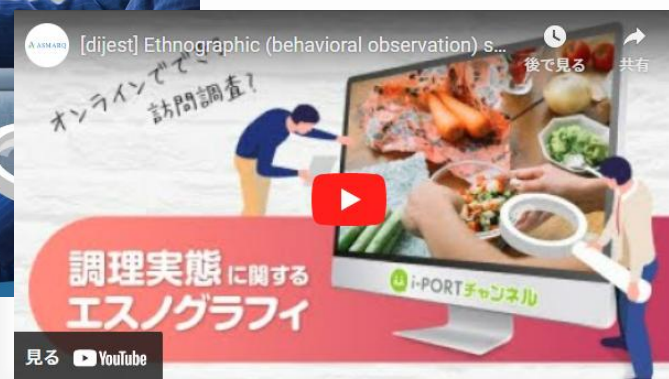 A ASMARQ
[dijest] Ethnographic (behavioral observation) s...
後で見る
共有
オンラインでできる
訪問調査?
調理実態に関する
エスノグラフィ
i-PORTチャンネル
見る YouTube